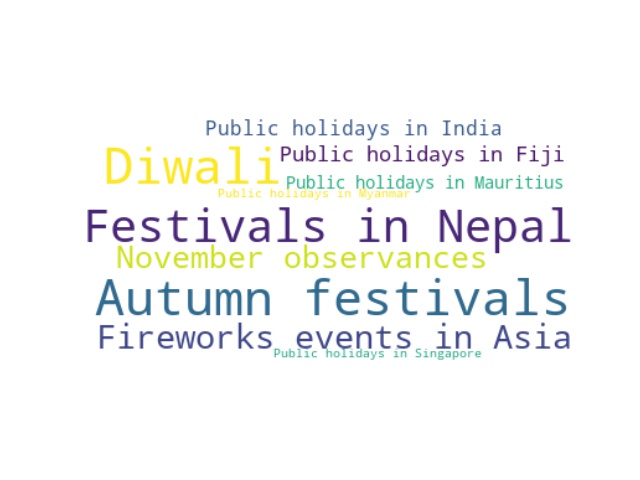 Public holidays in India
Diwali
Public holidays in Fiji
Public holidays in Mauritius
Public holidays in Myanmar
Festivals in Nepal
November observances
Autumn festivals
Fireworks events in Asia
Public holidays in Singapore